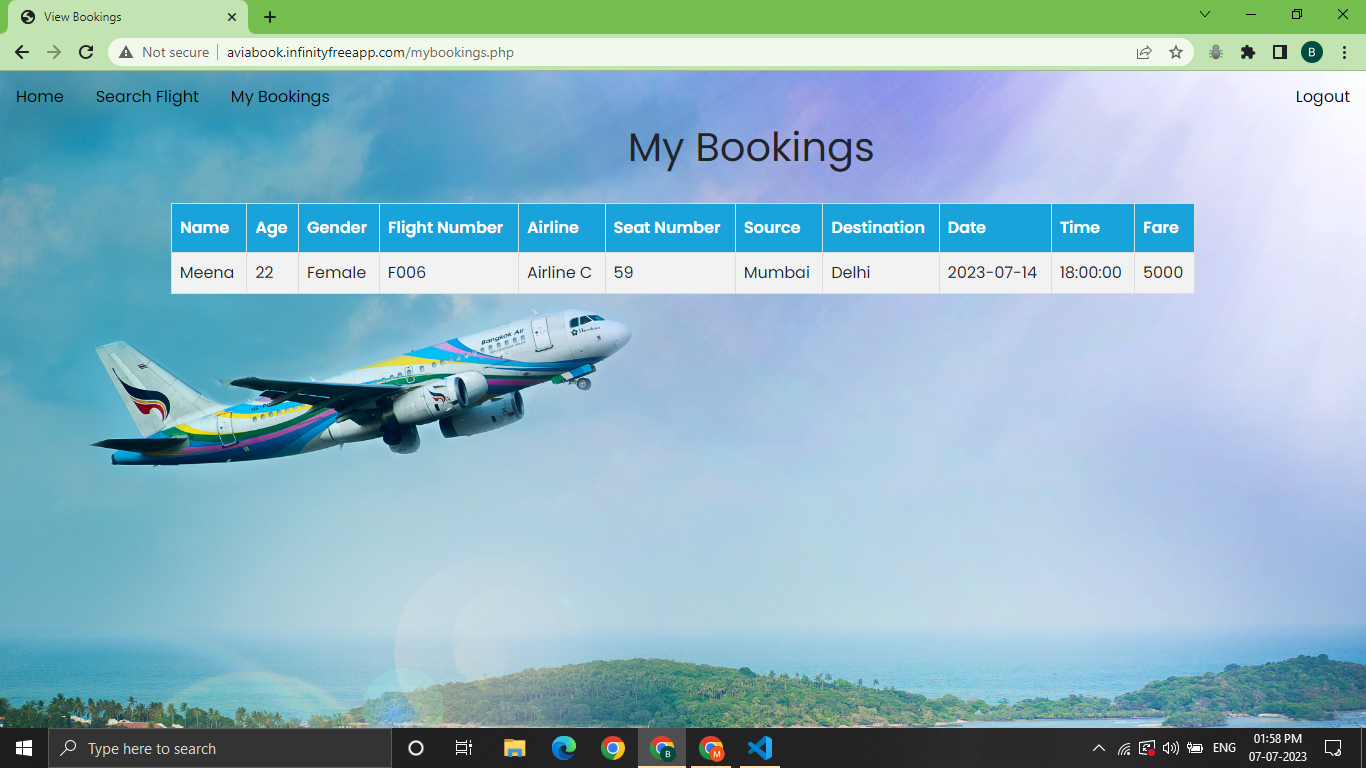 View Bookings
Not secure aviabook.infinityfreeapp.com/mybookings.php
B
Home Search Flight My Bookings Logout
My Bookings
Name Age Gender Flight Number Airline Seat Number Source Destination Date Time Fare
Meena 22 Female F006 Airline C 59 Mumbai Delhi 2023-07-14 18:00:00 5000
Bangkok Air
Type here to search
B
M
ENG
01:58 PM
07-07-2023